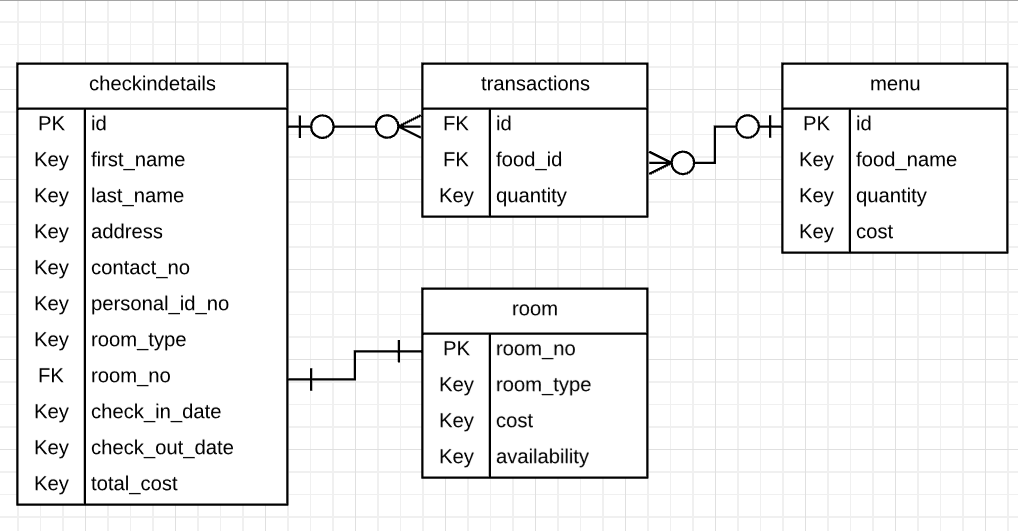 checkindetails
PK id
Key first_name
Key last_name
Key address
Key contact_no
Key personal_id_no
Key room_type
FK room_no
Key check_in_date
Key check_out_date
Key total_cost
transactions
FK id
FK food_id
Key quantity
menu
PK id
Key food_name
Key quantity
Key cost
room
PK room_no
Key room_type
Key cost
Key availability